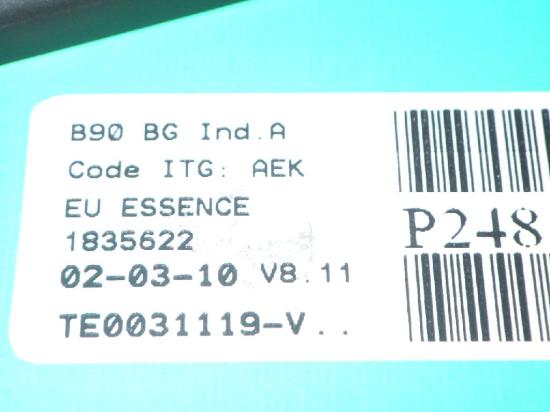 B90 BG Ind.A
Code ITG: AEK
EU ESSENCE
1835622
02-03-10 V8.11
TE0031119-V..
P248